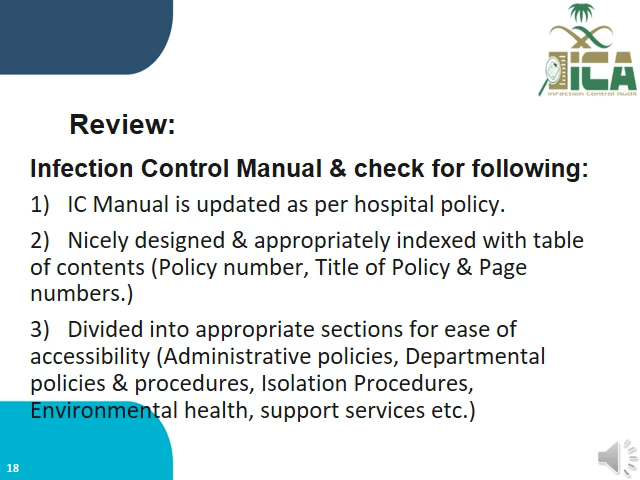 iCA
Infection Control Audit
Review:
Infection Control Manual & check for following:
1) IC Manual is updated as per hospital policy.
2) Nicely designed & appropriately indexed with table
of contents (Policy number, Title of Policy & Page
numbers.)
3) Divided into appropriate sections for ease of
accessibility (Administrative policies, Departmental
policies & procedures, Isolation Procedures,
Environmental health, support services etc.)
18